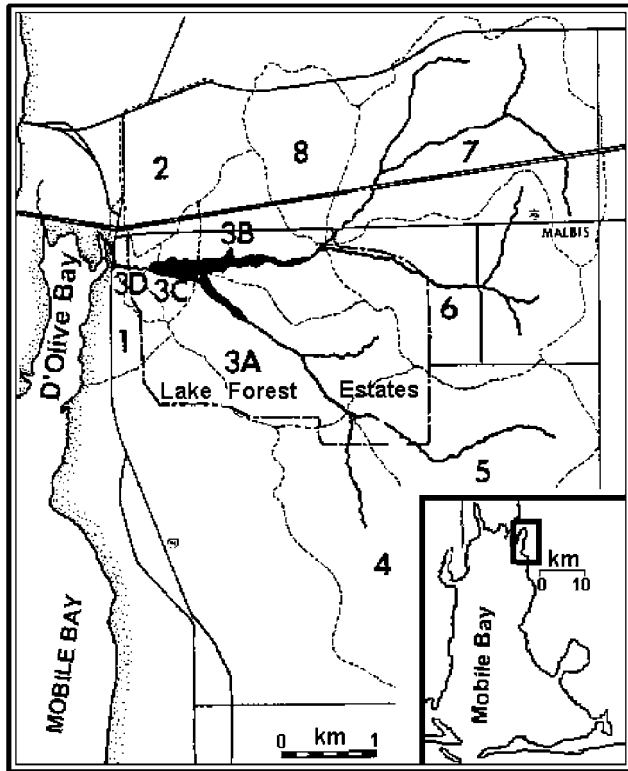 2
8
7
3B
MALBIS
3D
3C
6
D'Olive Bay
1
3A
Lake Forest Estates
5
4
km
0 10
MOBILE BAY
Mobile Bay
km
0 1